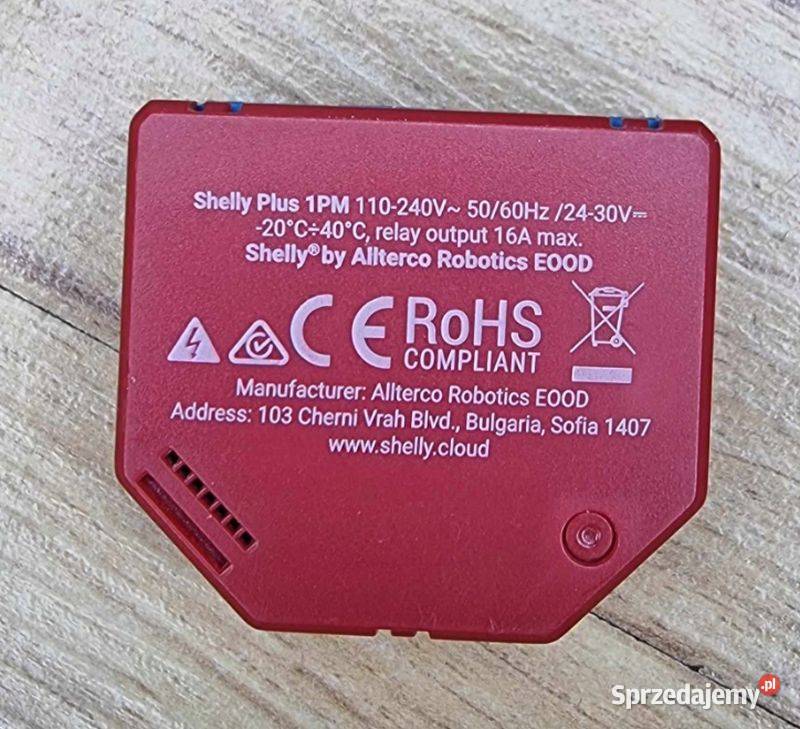 Shelly Plus 1PM 110-240V~ 50/60Hz /24-30V⎓
-20°C÷40°C, relay output 16A max.
Shelly® by Allterco Robotics EOOD
CE RoHS
COMPLIANT
Manufacturer: Allterco Robotics EOOD
Address: 103 Cherni Vrah Blvd., Bulgaria, Sofia 1407
www.shelly.cloud
Sprzedajemy.pl